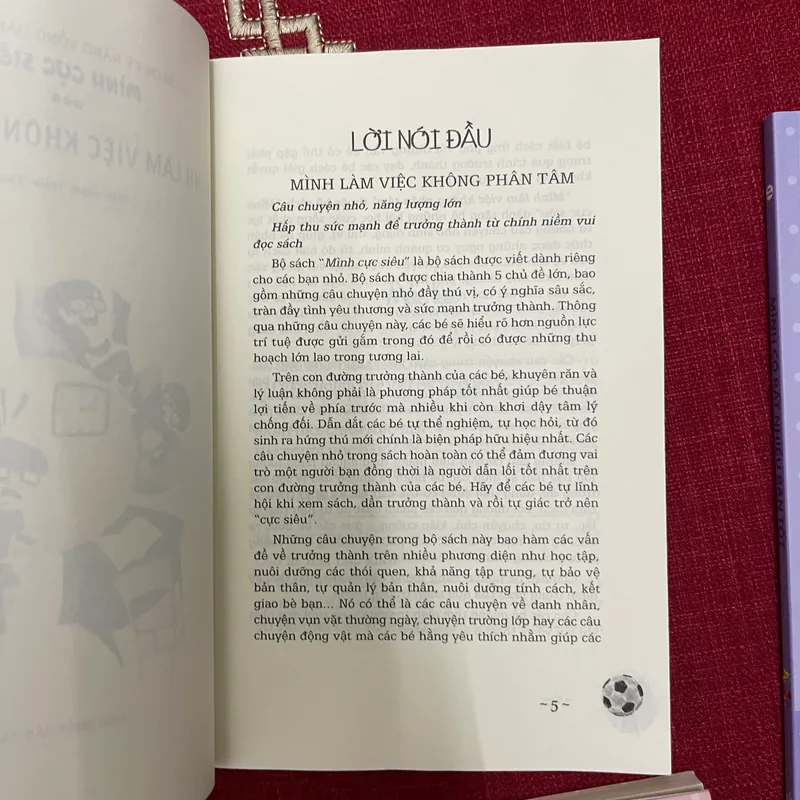 LỜI NÓI ĐẦU
MÌNH LÀM VIỆC KHÔNG PHÂN TÂM
Câu chuyện nhỏ, năng lượng lớn
Hấp thu sức mạnh để trưởng thành từ chính niềm vui
đọc sách
Bộ sách “Mình cực siêu” là bộ sách được viết dành riêng
cho các bạn nhỏ. Bộ sách được chia thành 5 chủ đề lớn, bao
gồm những câu chuyện nhỏ đầy thú vị, có ý nghĩa sâu sắc,
tràn đầy tình yêu thương và sức mạnh trưởng thành. Thông
qua những câu chuyện này, các bé sẽ hiểu rõ hơn nguồn lực
trí tuệ được gửi gắm trong đó để rồi có được những thu
hoạch lớn lao trong tương lai.
Trên con đường trưởng thành của các bé, khuyên răn và
lý luận không phải là phương pháp tốt nhất giúp bé thuận
lợi tiến về phía trước mà nhiều khi còn khơi dậy tâm lý
chống đối. Dẫn dắt các bé tự thể nghiệm, tự học hỏi, từ đó
sinh ra hứng thú mới chính là biện pháp hữu hiệu nhất. Các
câu chuyện nhỏ trong sách hoàn toàn có thể đảm đương vai
trò một người bạn đồng thời là người dẫn lối tốt nhất trên
con đường trưởng thành của các bé. Hãy để các bé tự lĩnh
hội khi xem sách, dần trưởng thành và rồi tự giác trở nên
“cực siêu”.
Những câu chuyện trong bộ sách này bao hàm các vấn
đề về trưởng thành trên nhiều phương diện như học tập,
nuôi dưỡng các thói quen, khả năng tập trung, tự bảo vệ
bản thân, tự quản lý bản thân, nuôi dưỡng tính cách, kết
giao bè bạn... Nó có thể là các câu chuyện về danh nhân,
chuyện vụn vặt thường ngày, chuyện trường lớp hay các câu
chuyện động vật mà các bé hằng yêu thích nhằm giúp các
~ 5 ~